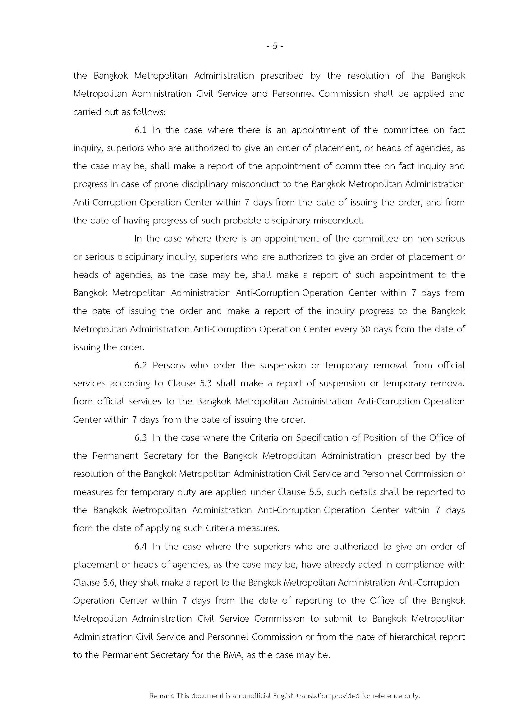 - 5 -
the Bangkok Metropolitan Administration prescribed by the resolution of the Bangkok
Metropolitan Administration Civil Service and Personnel Commission shall be applied and
carried out as follows:
6.1 In the case where there is an appointment of the committee on fact
inquiry, superiors who are authorized to give an order of placement, or heads of agencies, as
the case may be, shall make a report of the appointment of committee on fact inquiry and
progress in case of probe disciplinary misconduct to the Bangkok Metropolitan Administration
Anti-Corruption Operation Center within 7 days from the date of issuing the order, and from
the date of having progress of such probable disciplinary misconduct.
In the case where there is an appointment of the committee on non-serious
or serious disciplinary inquiry, superiors who are authorized to give an order of placement or
heads of agencies, as the case may be, shall make a report of such appointment to the
Bangkok Metropolitan Administration Anti-Corruption Operation Center within 7 days from
the date of issuing the order and make a report of the inquiry progress to the Bangkok
Metropolitan Administration Anti-Corruption Operation Center every 30 days from the date of
issuing the order.
6.2 Persons who order the suspension or temporary removal from official
services according to Clause 5.3 shall make a report of suspension or temporary removal
from official services to the Bangkok Metropolitan Administration Anti-Corruption Operation
Center within 7 days from the date of issuing the order.
6.3 In the case where the Criteria on Specification of Position of the Office of
the Permanent Secretary for the Bangkok Metropolitan Administration prescribed by the
resolution of the Bangkok Metropolitan Administration Civil Service and Personnel Commission or
measures for temporary duty are applied under Clause 5.5, such details shall be reported to
the Bangkok Metropolitan Administration Anti-Corruption Operation Center within 7 days
from the date of applying such Criteria measures.
6.4 In the case where the superiors who are authorized to give an order of
placement or heads of agencies, as the case may be, have already acted in compliance with
Clause 5.6, they shall make a report to the Bangkok Metropolitan Administration Anti-Corruption
Operation Center within 7 days from the date of reporting to the Office of the Bangkok
Metropolitan Administration Civil Service Commission to submit to Bangkok Metropolitan
Administration Civil Service and Personnel Commission or from the date of hierarchical report
to the Permanent Secretary for the BMA, as the case may be.
Remark: This document is an unofficial English translation provided for reference only.